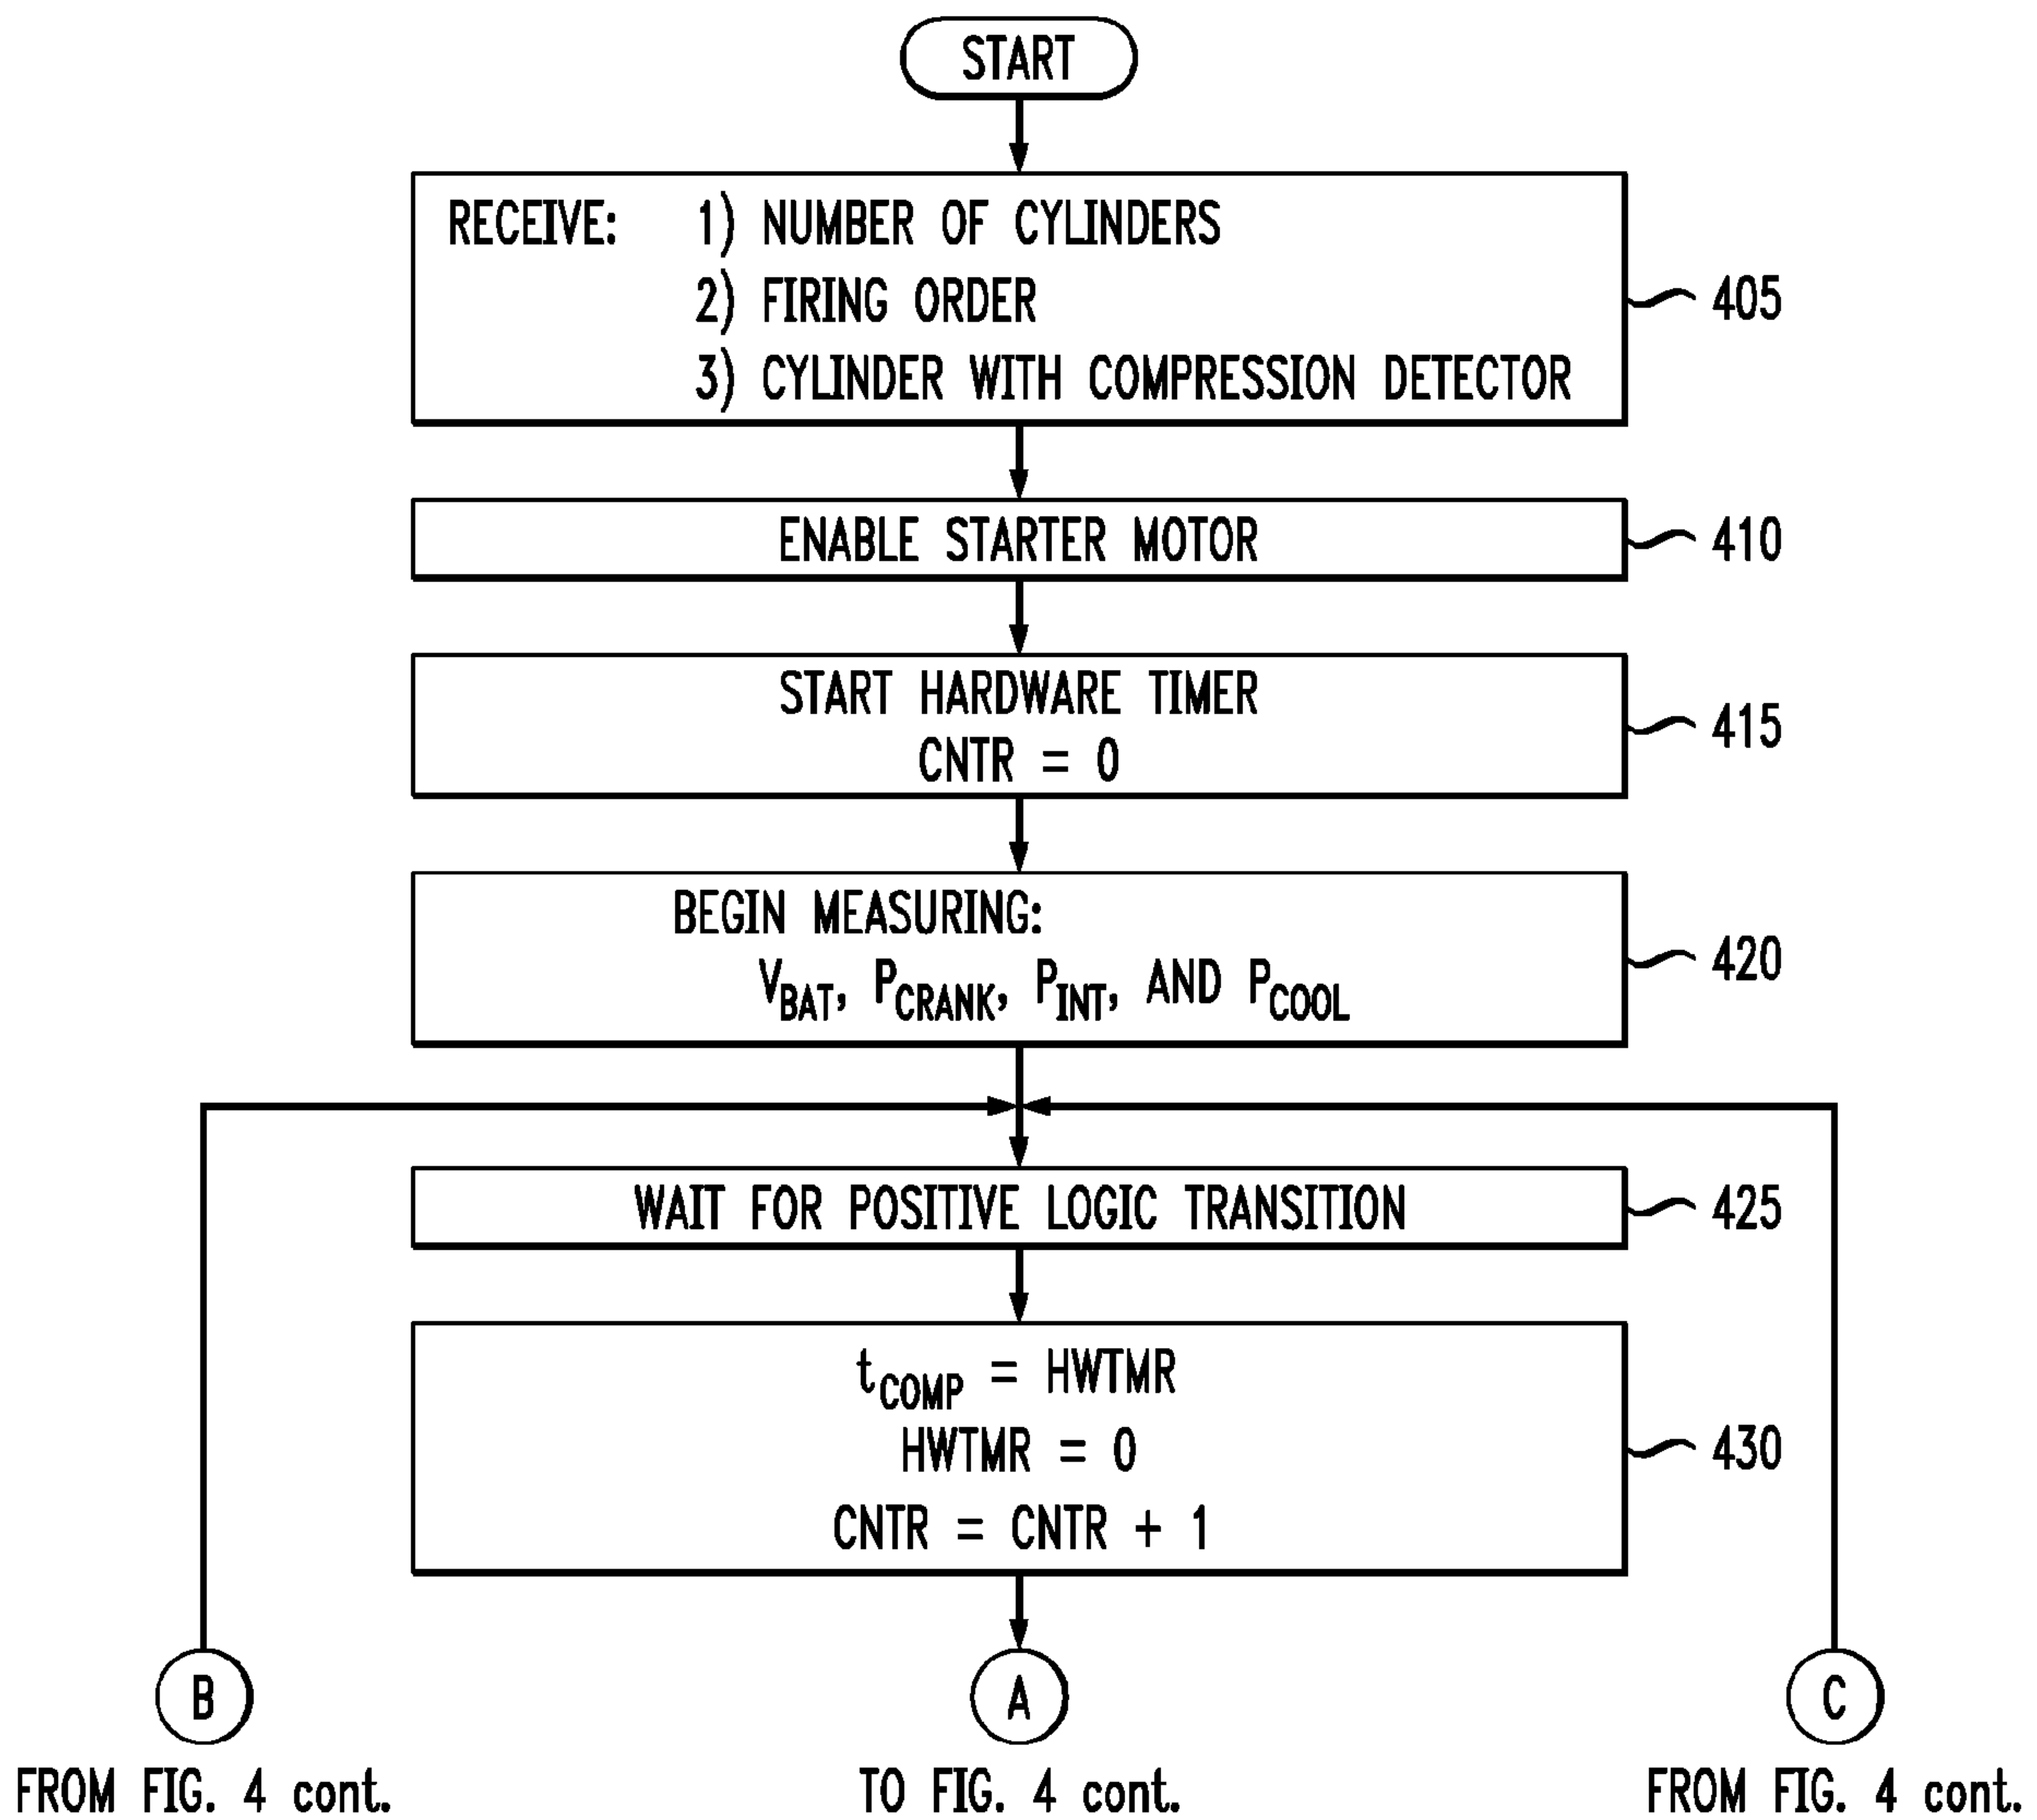 START
RECEIVE: 1) NUMBER OF CYLINDERS
2) FIRING ORDER
3) CYLINDER WITH COMPRESSION DETECTOR
405
ENABLE STARTER MOTOR
410
START HARDWARE TIMER
CNTR = 0
415
BEGIN MEASURING:
VBAT, PCRANK, PINT, AND PCOOL
420
WAIT FOR POSITIVE LOGIC TRANSITION
425
tCOMP = HWTMR
HWTMR = 0
CNTR = CNTR + 1
430
B
A
C
FROM FIG. 4 cont.
TO FIG. 4 cont.
FROM FIG. 4 cont.